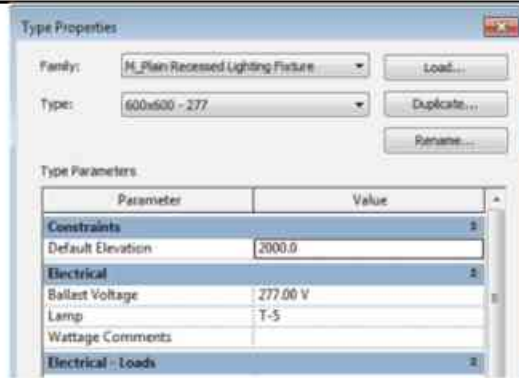 Type Properties
Family: M_Plain Recessed Lighting Fixture Load...
Type: 600x600 - 277 Duplicate...
Rename...
Type Parameters
Parameter Value
Constraints
Default Elevation 2000.0
Electrical
Ballast Voltage 277.00 V
Lamp T-5
Wattage Comments
Electrical - Loads